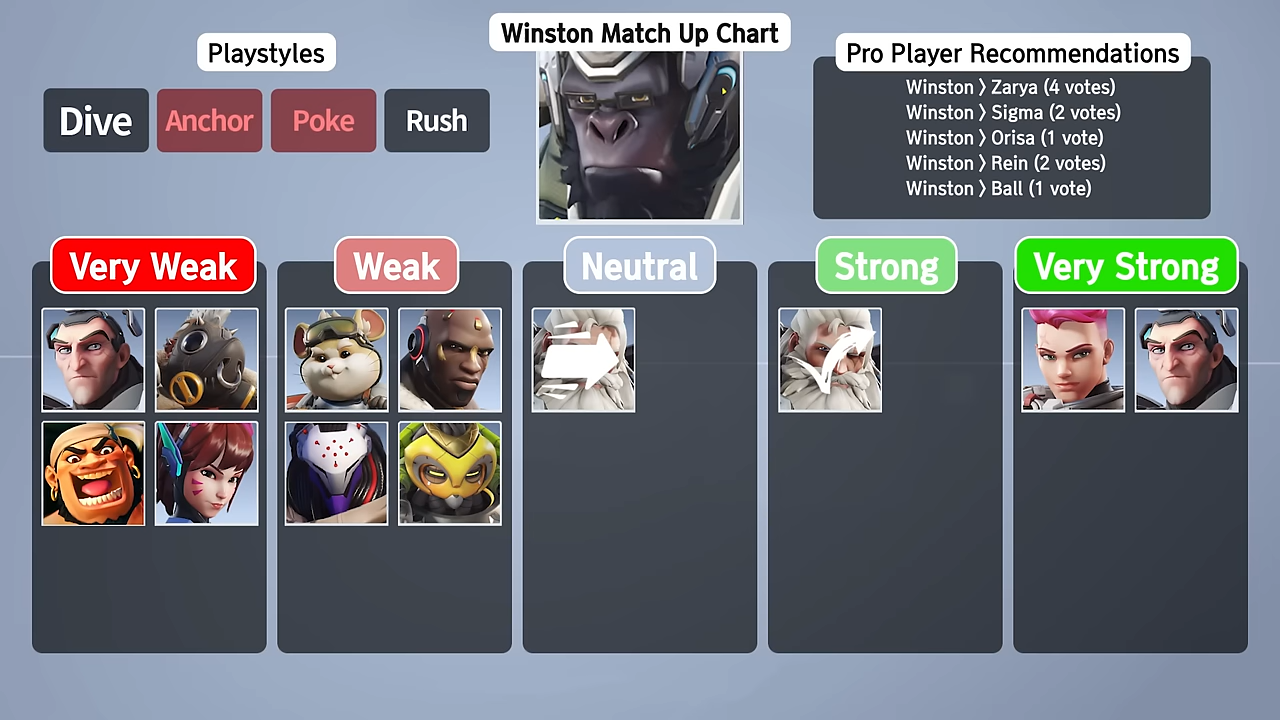 Winston Match Up Chart
Playstyles
Dive
Anchor
Poke
Rush
Pro Player Recommendations
Winston > Zarya (4 votes)
Winston > Sigma (2 votes)
Winston > Orisa (1 vote)
Winston > Rein (2 votes)
Winston > Ball (1 vote)
Very Weak
Weak
Neutral
Strong
Very Strong